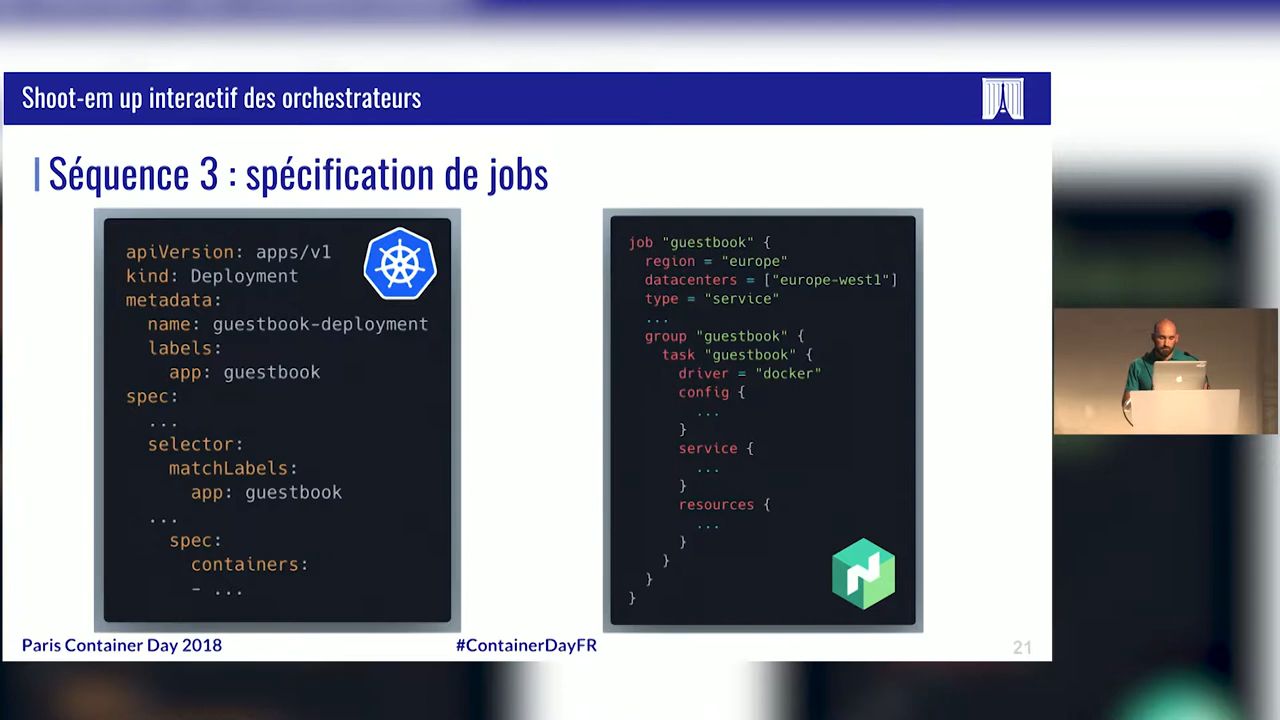 Shoot-em up interactif des orchestrateurs
Séquence 3 : spécification de jobs
apiVersion: apps/v1
kind: Deployment
metadata:
name: guestbook-deployment
labels:
app: guestbook
spec:
...
selector:
matchLabels:
app: guestbook
...
spec:
containers:
- ...
job "guestbook" {
region = "europe"
datacenters = ["europe-west1"]
type = "service"
...
group "guestbook" {
task "guestbook" {
driver = "docker"
config {
...
}
service {
...
}
resources {
...
}
}
}
}
Paris Container Day 2018
#ContainerDayFR
21